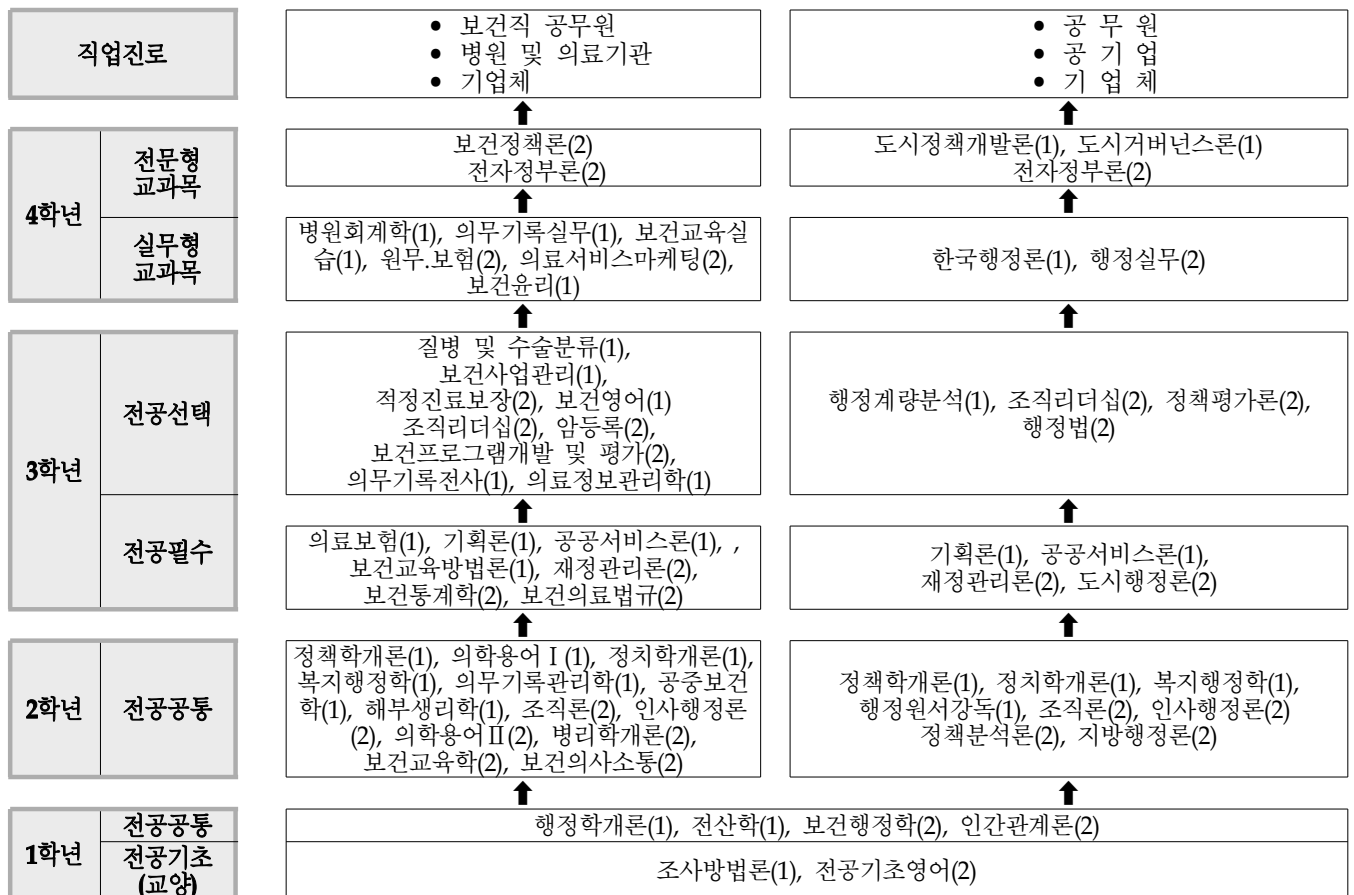 직업진로
• 보건직 공무원
• 병원 및 의료기관
• 기업체
• 공 무 원
• 공 기 업
• 기 업 체
4학년
전문형
교과목
보건정책론(2)
전자정부론(2)
도시정책개발론(1), 도시거버넌스론(1)
전자정부론(2)
실무형
교과목
병원회계학(1), 의무기록실무(1), 보건교육실
습(1), 원무.보험(2), 의료서비스마케팅(2),
보건윤리(1)
한국행정론(1), 행정실무(2)
3학년
전공선택
질병 및 수술분류(1),
보건사업관리(1),
적정진료보장(2), 보건영어(1)
조직리더십(2), 암등록(2),
보건프로그램개발 및 평가(2),
의무기록전사(1), 의료정보관리학(1)
행정계량분석(1), 조직리더십(2), 정책평가론(2),
행정법(2)
전공필수
의료보험(1), 기획론(1), 공공서비스론(1), ,
보건교육방법론(1), 재정관리론(2),
보건통계학(2), 보건의료법규(2)
기획론(1), 공공서비스론(1),
재정관리론(2), 도시행정론(2)
2학년
전공공통
정책학개론(1), 의학용어Ⅰ(1), 정치학개론(1),
복지행정학(1), 의무기록관리학(1), 공중보건
학(1), 해부생리학(1), 조직론(2), 인사행정론
(2), 의학용어Ⅱ(2), 병리학개론(2),
보건교육학(2), 보건의사소통(2)
정책학개론(1), 정치학개론(1), 복지행정학(1),
행정원서강독(1), 조직론(2), 인사행정론(2)
정책분석론(2), 지방행정론(2)
1학년
전공공통
행정학개론(1), 전산학(1), 보건행정학(2), 인간관계론(2)
전공기초
(교양)
조사방법론(1), 전공기초영어(2)